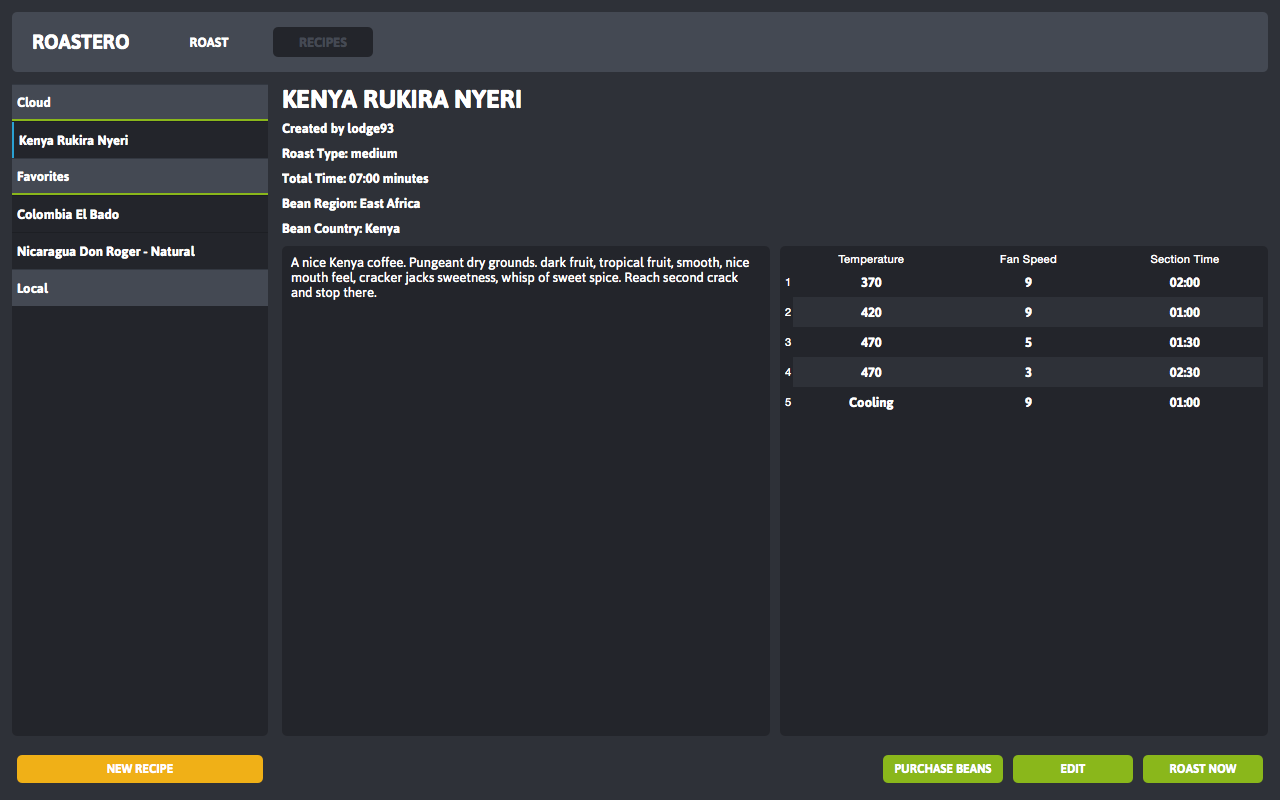 ROASTERO ROAST RECIPES
Cloud
Kenya Rukira Nyeri
Favorites
Colombia El Bado
Nicaragua Don Roger - Natural
Local
NEW RECIPE
KENYA RUKIRA NYERI
Created by lodge93
Roast Type: medium
Total Time: 07:00 minutes
Bean Region: East Africa
Bean Country: Kenya
A nice Kenya coffee. Pungeant dry grounds. dark fruit, tropical fruit, smooth, nice
mouth feel, cracker jacks sweetness, whisp of sweet spice. Reach second crack
and stop there.
Temperature Fan Speed Section Time
1 370 9 02:00
2 420 9 01:00
3 470 5 01:30
4 470 3 02:30
5 Cooling 9 01:00
PURCHASE BEANS EDIT ROAST NOW